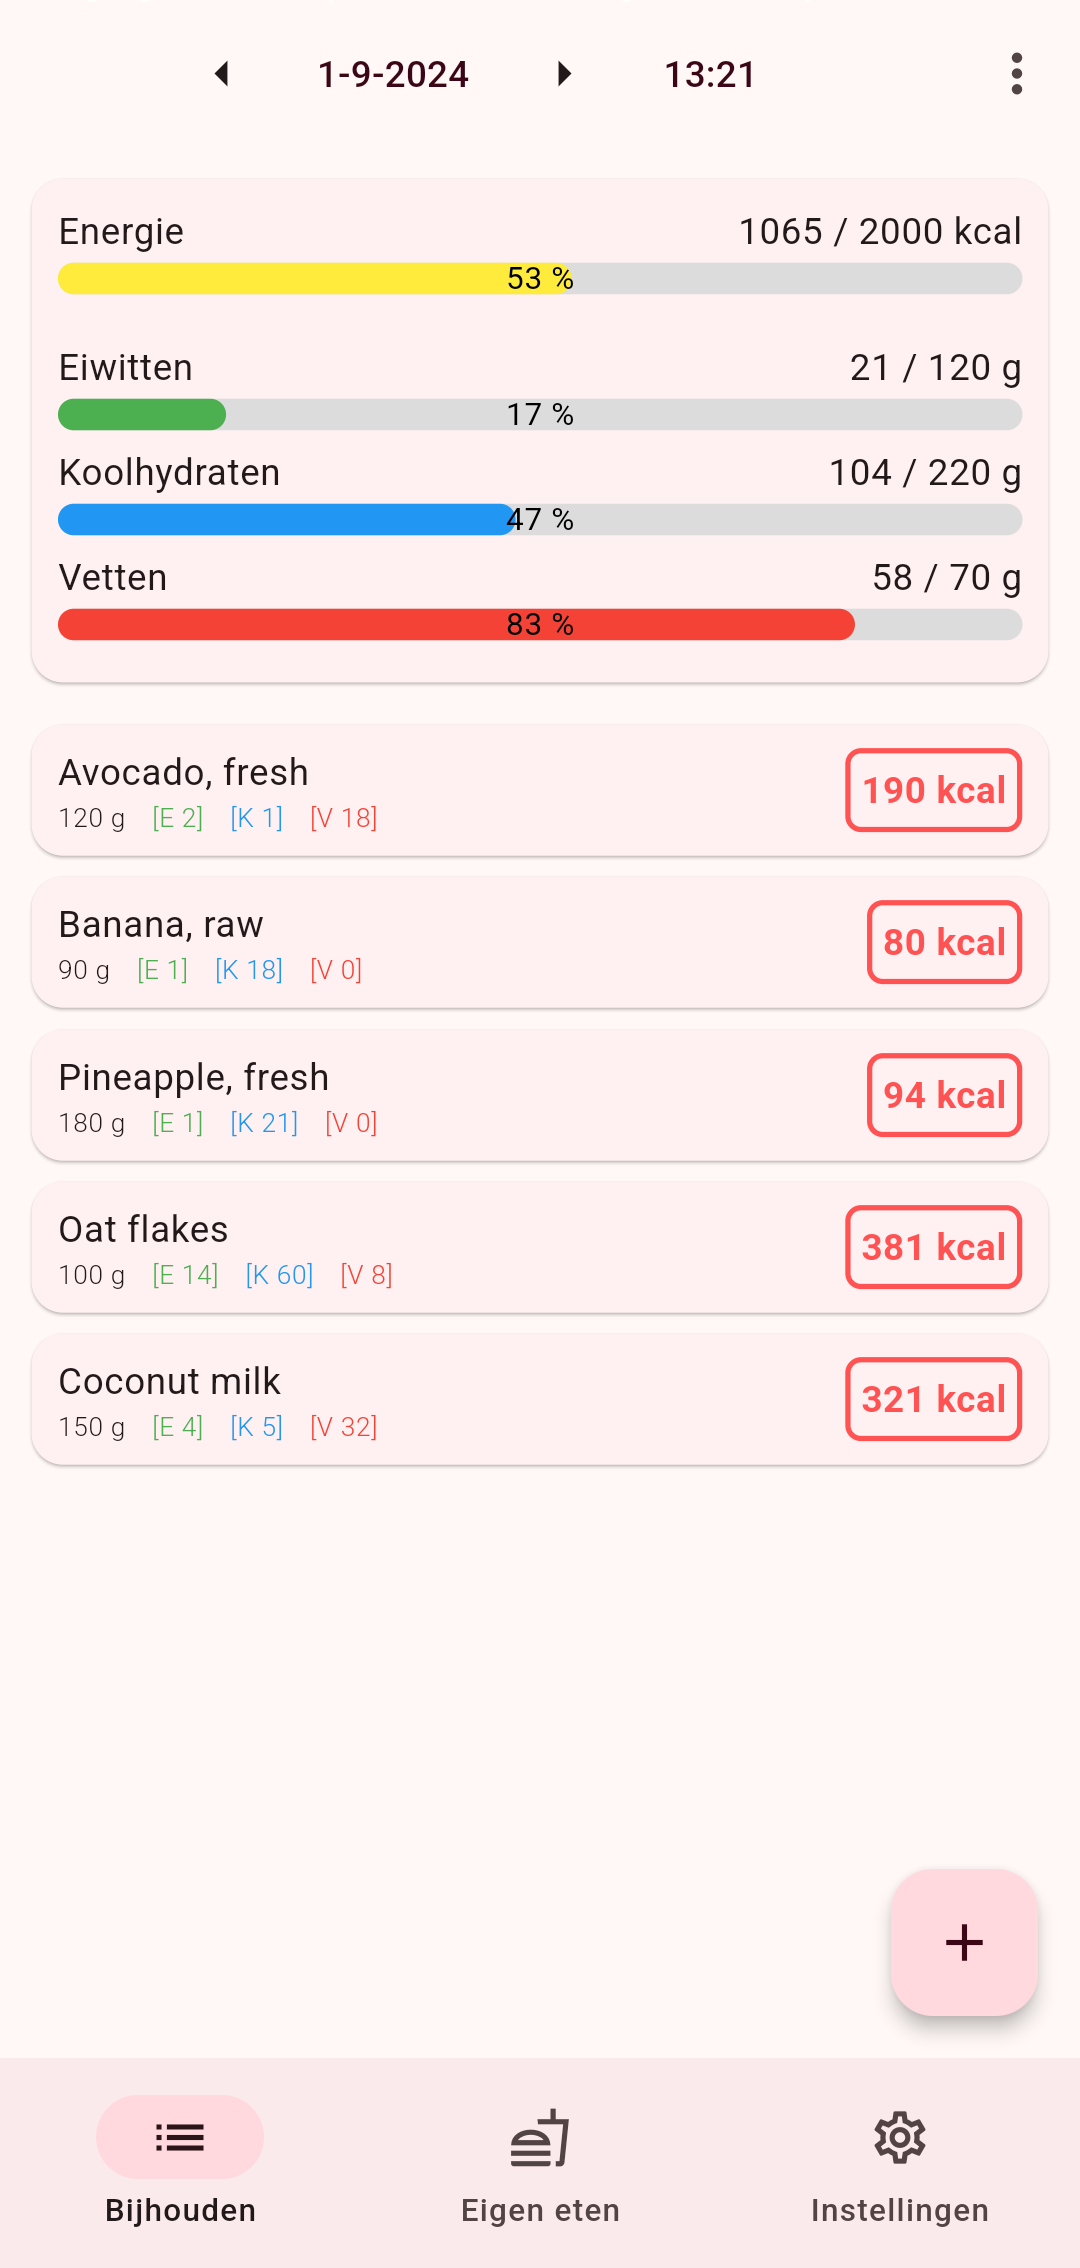 1-9-2024 13:21
Energie 1065 / 2000 kcal
53 %
Eiwitten 21 / 120 g
17 %
Koolhydraten 104 / 220 g
47 %
Vetten 58 / 70 g
83 %
Avocado, fresh
120 g [E 2] [K 1] [V 18]
190 kcal
Banana, raw
90 g [E 1] [K 18] [V 0]
80 kcal
Pineapple, fresh
180 g [E 1] [K 21] [V 0]
94 kcal
Oat flakes
100 g [E 14] [K 60] [V 8]
381 kcal
Coconut milk
150 g [E 4] [K 5] [V 32]
321 kcal
Bijhouden Eigen eten Instellingen